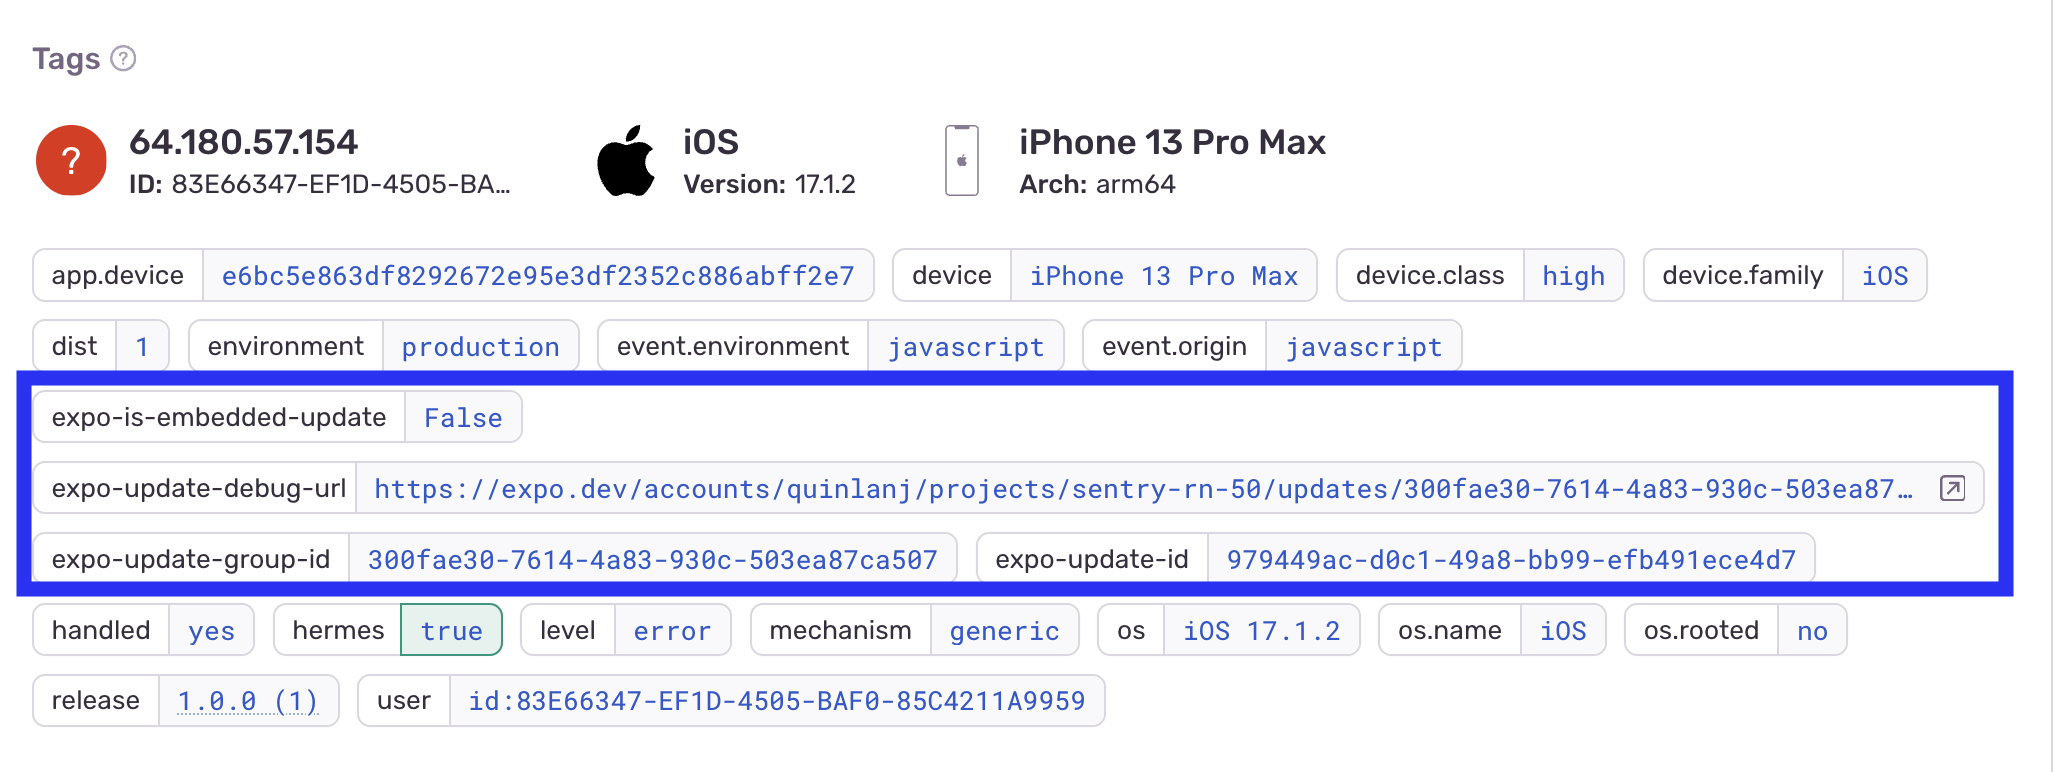 Tags ?
? 64.180.57.154 iOS iPhone 13 Pro Max
ID: 83E66347-EF1D-4505-BA... Version: 17.1.2 Arch: arm64
app.device e6bc5e863df8292672e95e3df2352c886abff2e7 device iPhone 13 Pro Max device.class high device.family iOS
dist 1 environment production event.environment javascript event.origin javascript
expo-is-embedded-update False
expo-update-debug-url https://expo.dev/accounts/quinlanj/projects/sentry-rn-50/updates/300fae30-7614-4a83-930c-503ea87...
expo-update-group-id 300fae30-7614-4a83-930c-503ea87ca507 expo-update-id 979449ac-d0c1-49a8-bb99-efb491ece4d7
handled yes hermes true level error mechanism generic os iOS 17.1.2 os.name iOS os.rooted no
release 1.0.0 (1) user id:83E66347-EF1D-4505-BAF0-85C4211A9959